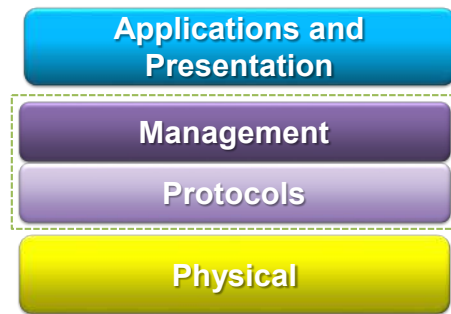 Applications and
Presentation
Management
Protocols
Physical